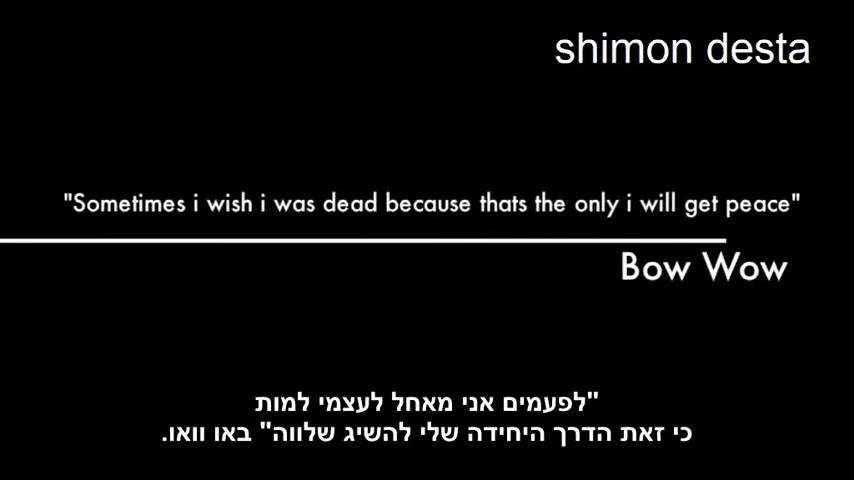 shimon desta
"Sometimes i wish i was dead because thats the only i will get peace"
Bow Wow
"לפעמים אני מאחל לעצמי למות
כי זאת הדרך היחידה שלי להשיג שלווה" באו וואו.